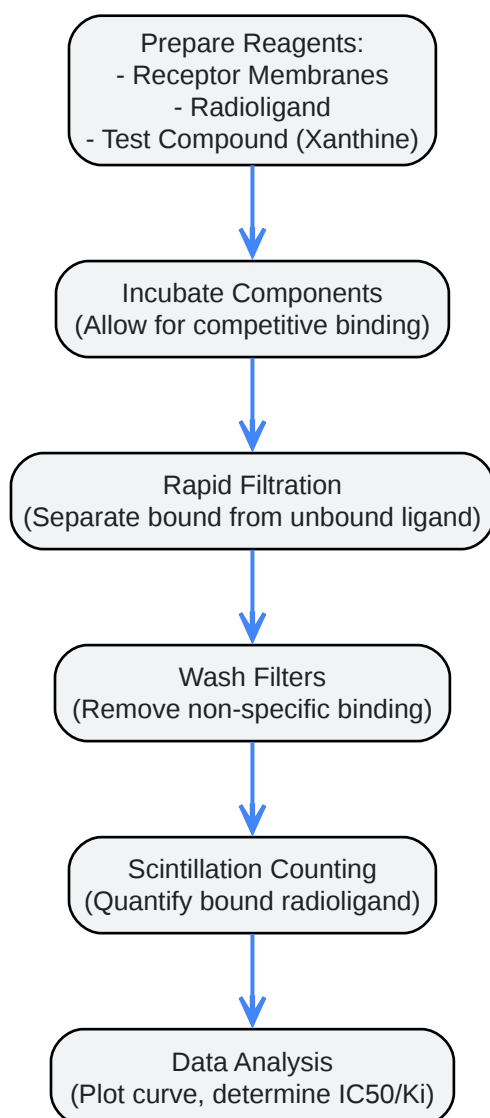 Prepare Reagents:
- Receptor Membranes
- Radioligand
- Test Compound (Xanthine)
Incubate Components
(Allow for competitive binding)
Rapid Filtration
(Separate bound from unbound ligand)
Wash Filters
(Remove non-specific binding)
Scintillation Counting
(Quantify bound radioligand)
Data Analysis
(Plot curve, determine IC50/Ki)